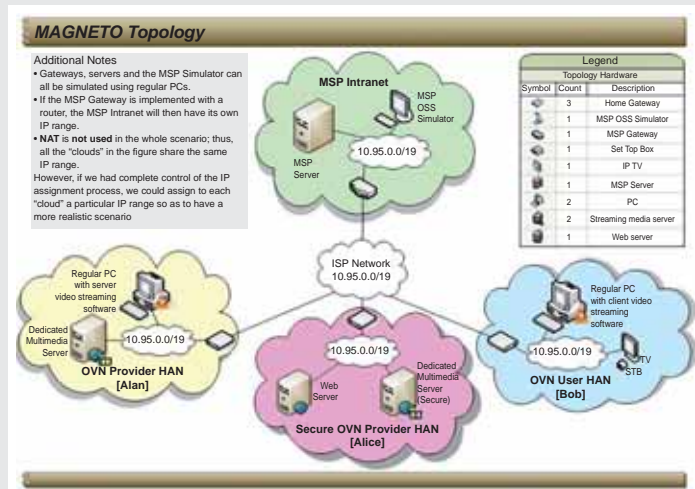 MAGNETO Topology
Additional Notes
• Gateways, servers and the MSP Simulator can
all be simulated using regular PCs.
• If the MSP Gateway is implemented with a
router, the MSP Intranet will then have its own
IP range.
• NAT is not used in the whole scenario; thus,
all the “clouds” in the figure share the same
IP range.
However, if we had complete control of the IP
assignment process, we could assign to each
“cloud” a particular IP range so as to have a
more realistic scenario
MSP Intranet
MSP
OSS
Simulator
10.95.0.0/19
MSP
Server
Legend
Topology Hardware
Symbol Count Description
3 Home Gateway
1 MSP OSS Simulator
1 MSP Gateway
1 Set Top Box
1 IP TV
1 MSP Server
2 PC
2 Streaming media server
1 Web server
ISP Network
10.95.0.0/19
Regular PC
with server
video streaming
software
Dedicated
Multimedia
Server
10.95.0.0/19
OVN Provider HAN
[Alan]
10.95.0.0/19
Web
Server
Dedicated
Multimedia
Server
(Secure)
Secure OVN Provider HAN
[Alice]
Regular PC
with client video
streaming
software
10.95.0.0/19
TV
STB
OVN User HAN
[Bob]